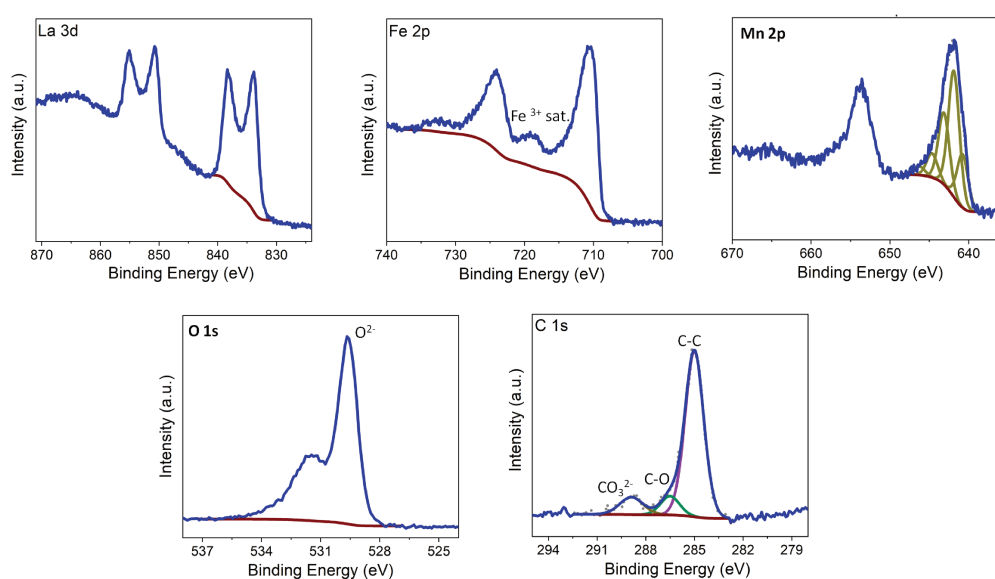 La 3d
Intensity (a.u.)
870 860 850 840 830
Binding Energy (eV)
Fe 2p
Fe ³⁺ sat.
Intensity (a.u.)
740 730 720 710 700
Binding Energy (eV)
Mn 2p
Intensity (a.u.)
670 660 650 640
Binding Energy (eV)
O 1s
O²⁻
Intensity (a.u.)
537 534 531 528 525
Binding Energy (eV)
C 1s
C-C
C-O
CO₃²⁻
Intensity (a.u.)
294 291 288 285 282 279
Binding Energy (eV)